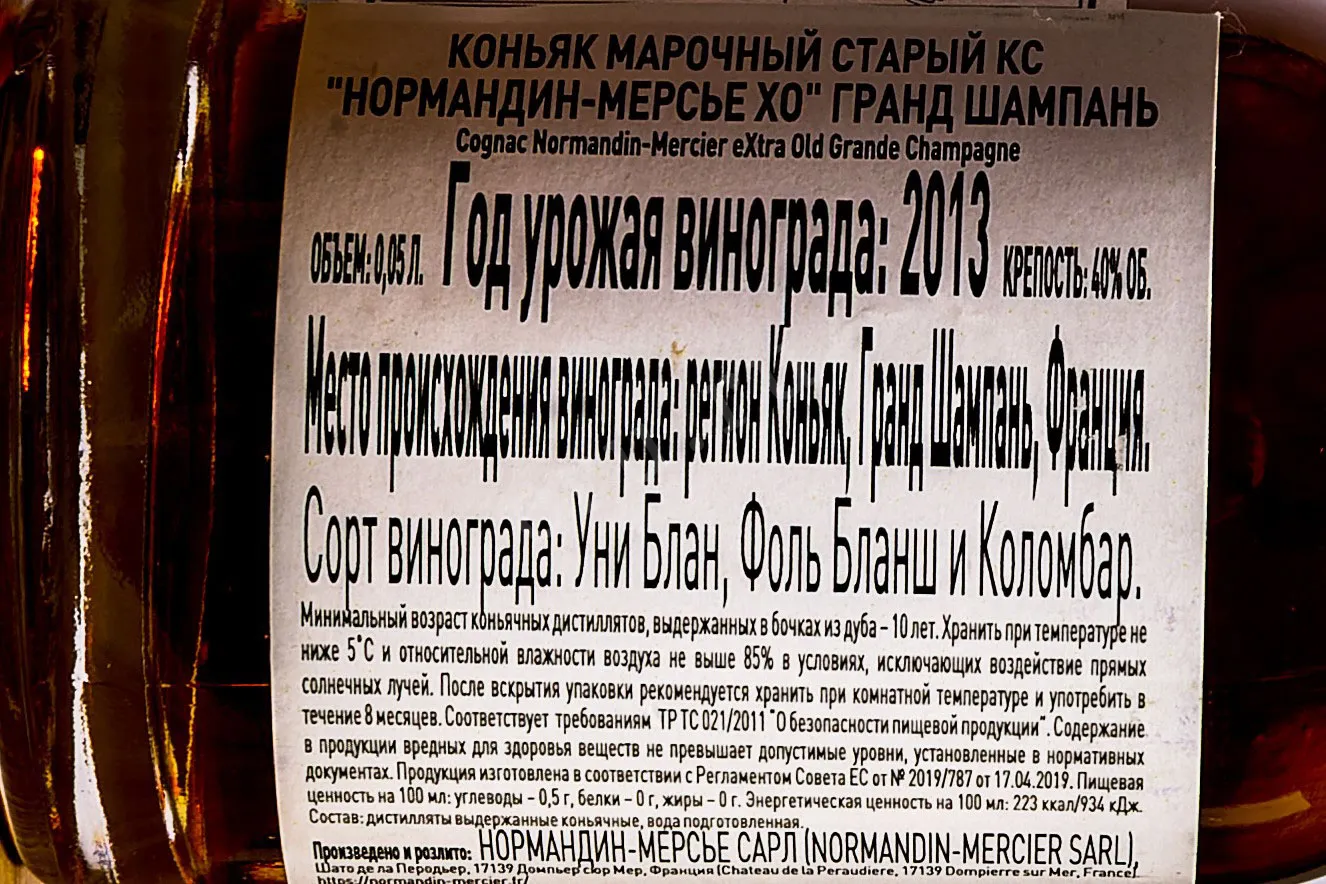 КОНЬЯК МАРОЧНЫЙ СТАРЫЙ КС
"НОРМАНДИН-МЕРСЬЕ ХО" ГРАНД ШАМПАНЬ
Cognac Normandin-Mercier eXtra Old Grande Champagne
ОБЪЕМ: 0,05 Л. Год урожая винограда: 2013 КРЕПОСТЬ: 40% ОБ.
Место происхождения винограда: регион Коньяк, Гранд Шампань, Франция.
Сорт винограда: Уни Блан, Фоль Бланш и Коломбар.
Минимальный возраст коньячных дистиллятов, выдержанных в бочках из дуба – 10 лет. Хранить при температуре не
ниже 5°С и относительной влажности воздуха не выше 85% в условиях, исключающих воздействие прямых
солнечных лучей. После вскрытия упаковки рекомендуется хранить при комнатной температуре и употребить в
течение 8 месяцев. Соответствует требованиям ТР ТС 021/2011 "О безопасности пищевой продукции". Содержание
в продукции вредных для здоровья веществ не превышает допустимые уровни, установленные в нормативных
документах. Продукция изготовлена в соответствии с Регламентом Совета ЕС от № 2019/787 от 17.04.2019. Пищевая
ценность на 100 мл: углеводы – 0,5 г, белки – 0 г, жиры – 0 г. Энергетическая ценность на 100 мл: 223 ккал/934 кДж.
Состав: дистилляты выдержанные коньячные, вода подготовленная.
Произведено и розлито: НОРМАНДИН-МЕРСЬЕ САРЛ (NORMANDIN-MERCIER SARL),
Шато де ла Перодьер, 17139 Домпьер сюр Мер, Франция (Chateau de la Peraudiere, 17139 Dompierre sur Mer, France)
https://normandin-mercier.fr/